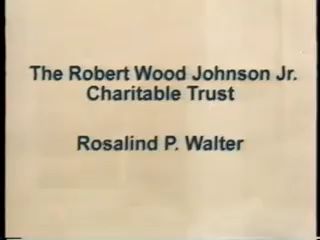 The Robert Wood Johnson Jr.
Charitable Trust
Rosalind P. Walter